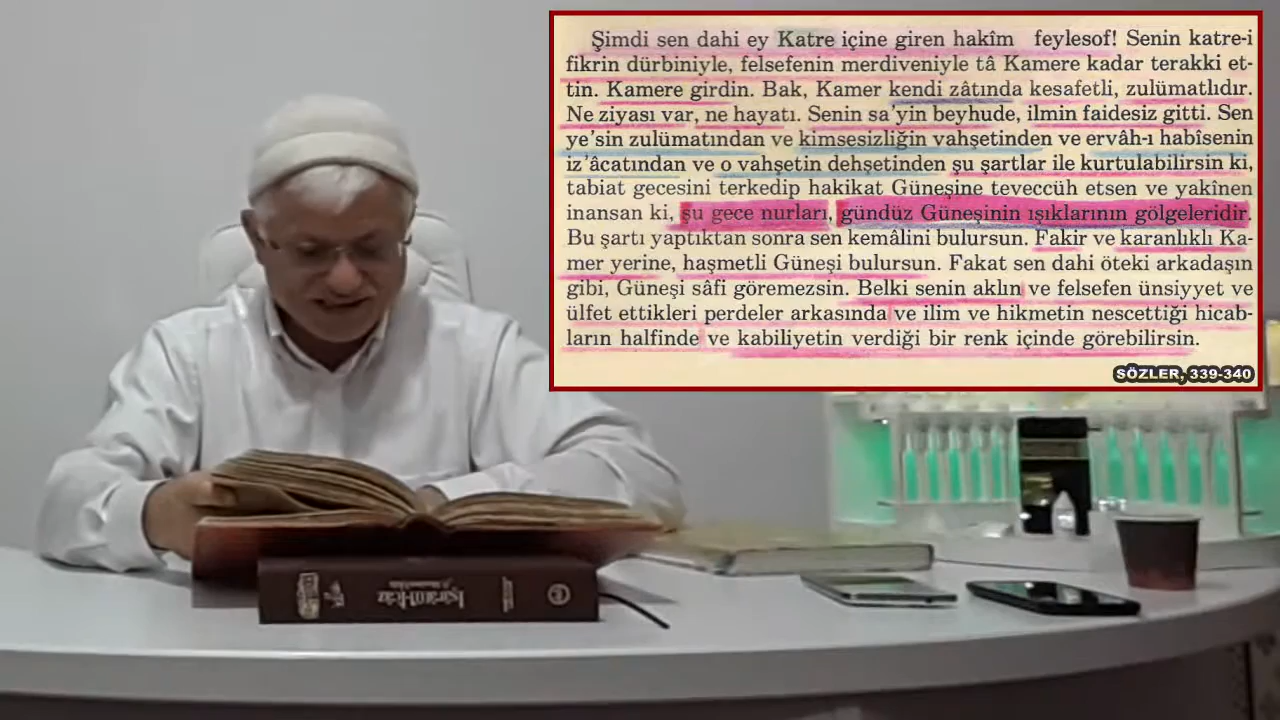 Şimdi sen dahi ey Katre içine giren hakîm feylesof! Senin katre-i
fikrin dürbiniyle, felsefenin merdiveniyle tâ Kamere kadar terakki et-
tin. Kamere girdin. Bak, Kamer kendi zâtında kesafetli, zulümatlıdır.
Ne ziyası var, ne hayatı. Senin sa'yin beyhude, ilmin faidesiz gitti. Sen
ye'sin zulümatından ve kimsesizliğin vahşetinden ve ervâh-ı habîsenin
iz'âcatından ve o vahşetin dehşetinden şu şartlar ile kurtulabilirsin ki,
tabiat gecesini terkedip hakikat Güneşine teveccüh etsen ve yakînen
inansan ki, şu gece nurları, gündüz Güneşinin ışıklarının gölgeleridir.
Bu şartı yaptıktan sonra sen kemâlini bulursun. Fakir ve karanlıklı Ka-
mer yerine, haşmetli Güneşi bulursun. Fakat sen dahi öteki arkadaşın
gibi, Güneşi sâfi göremezsin. Belki senin aklın ve felsefen ünsiyyet ve
ülfet ettikleri perdeler arkasında ve ilim ve hikmetin nescettiği hicab-
ların halfinde ve kabiliyetin verdiği bir renk içinde görebilirsin.
SÖZLER, 339-340